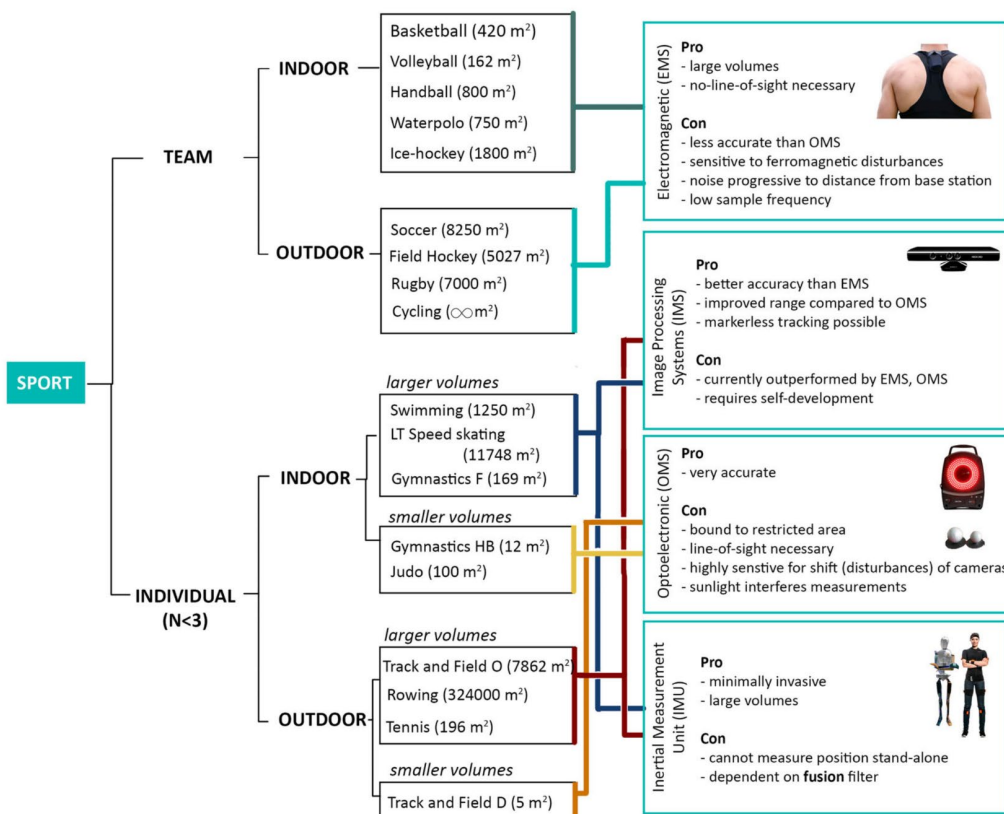 SPORT
TEAM
INDOOR
Basketball (420 m²)
Volleyball (162 m²)
Handball (800 m²)
Waterpolo (750 m²)
Ice-hockey (1800 m²)
OUTDOOR
Soccer (8250 m²)
Field Hockey (5027 m²)
Rugby (7000 m²)
Cycling (∞ m²)
INDIVIDUAL
(N<3)
INDOOR
larger volumes
Swimming (1250 m²)
LT Speed skating
(11748 m²)
Gymnastics F (169 m²)
smaller volumes
Gymnastics HB (12 m²)
Judo (100 m²)
OUTDOOR
larger volumes
Track and Field O (7862 m²)
Rowing (324000 m²)
Tennis (196 m²)
smaller volumes
Track and Field D (5 m²)
Electromagnetic (EMS)
Pro
- large volumes
- no-line-of-sight necessary
Con
- less accurate than OMS
- sensitive to ferromagnetic disturbances
- noise progressive to distance from base station
- low sample frequency
Image Processing
Systems (IMS)
Pro
- better accuracy than EMS
- improved range compared to OMS
- markerless tracking possible
Con
- currently outperformed by EMS, OMS
- requires self-development
Optoelectronic (OMS)
Pro
- very accurate
Con
- bound to restricted area
- line-of-sight necessary
- highly senstive for shift (disturbances) of cameras
- sunlight interferes measurements
Inertial Measurement
Unit (IMU)
Pro
- minimally invasive
- large volumes
Con
- cannot measure position stand-alone
- dependent on fusion filter